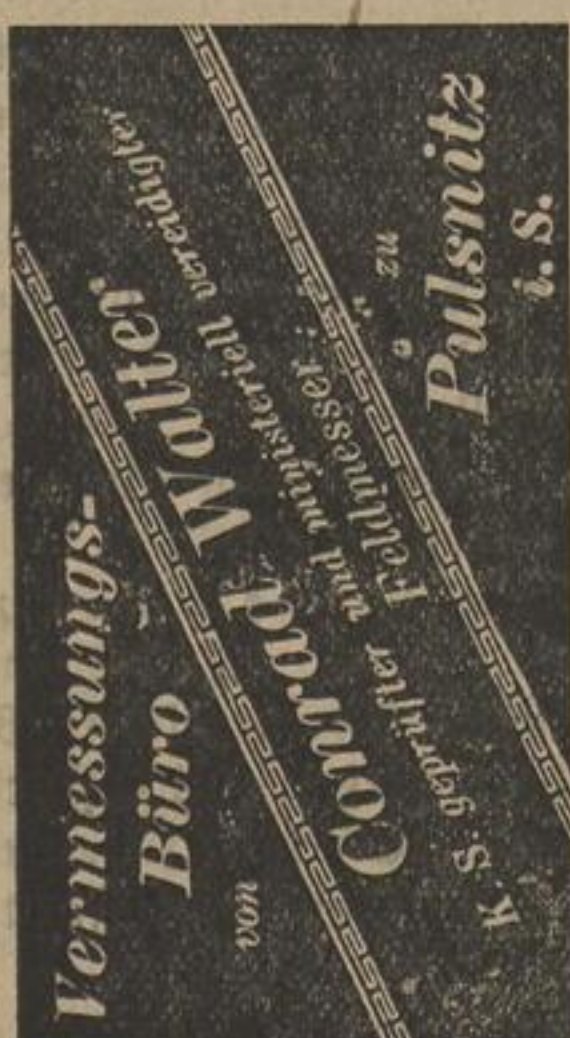 Vermessungs-
Büro
von
Conrad Walter
K. S. geprüfter und ministeriell vereidigter
Feldmesser
zu
Pulsnitz
i. S.